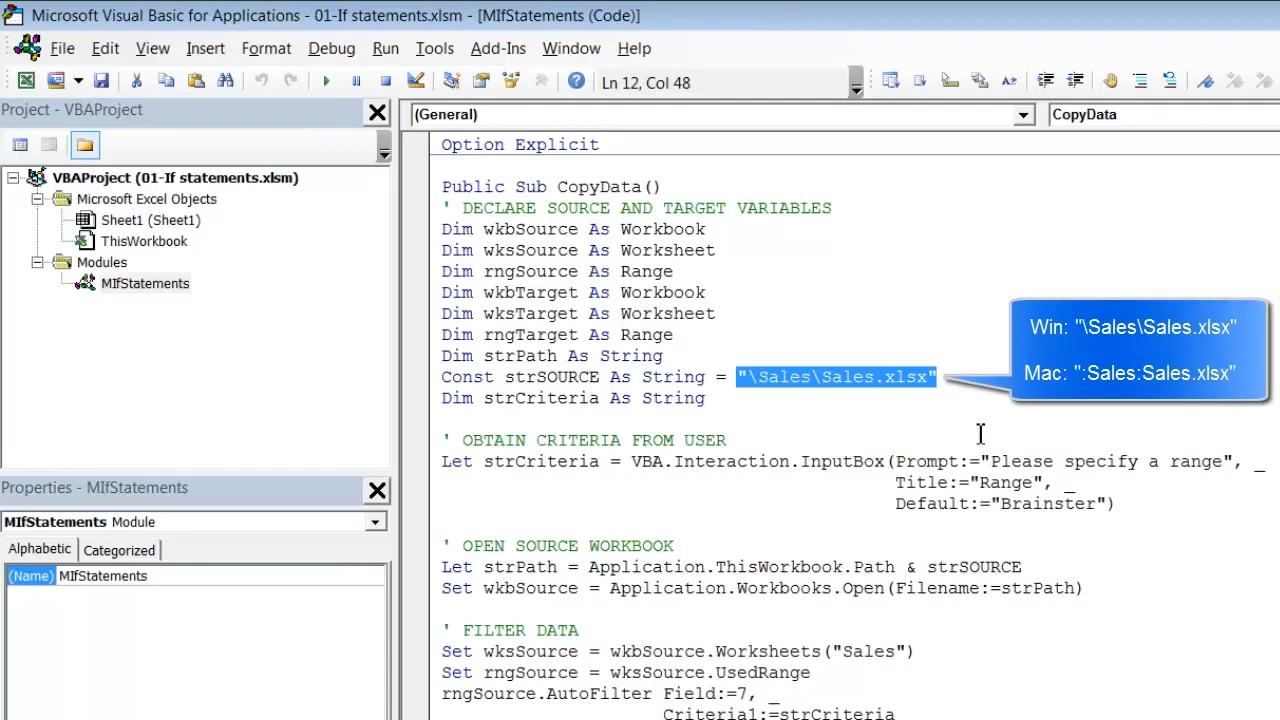 Microsoft Visual Basic for Applications - 01-If statements.xlsm - [MIfStatements (Code)]
File Edit View Insert Format Debug Run Tools Add-Ins Window Help
Ln 12, Col 48
Project - VBAProject
(General)
CopyData
VBAProject (01-If statements.xlsm)
Microsoft Excel Objects
Sheet1 (Sheet1)
ThisWorkbook
Modules
MIfStatements
Properties - MIfStatements
MIfStatements Module
Alphabetic Categorized
(Name) MIfStatements
Option Explicit
Public Sub CopyData()
' DECLARE SOURCE AND TARGET VARIABLES
Dim wkbSource As Workbook
Dim wksSource As Worksheet
Dim rngSource As Range
Dim wkbTarget As Workbook
Dim wksTarget As Worksheet
Dim rngTarget As Range
Dim strPath As String
Const strSOURCE As String = "\Sales\Sales.xlsx"
Dim strCriteria As String
Win: "\Sales\Sales.xlsx"
Mac: ":Sales:Sales.xlsx"
' OBTAIN CRITERIA FROM USER
Let strCriteria = VBA.Interaction.InputBox(Prompt:="Please specify a range", _
Title:="Range", _
Default:="Brainster")
' OPEN SOURCE WORKBOOK
Let strPath = Application.ThisWorkbook.Path & strSOURCE
Set wkbSource = Application.Workbooks.Open(Filename:=strPath)
' FILTER DATA
Set wksSource = wkbSource.Worksheets("Sales")
Set rngSource = wksSource.UsedRange
rngSource.AutoFilter Field:=7, _
Criteria1:=strCriteria